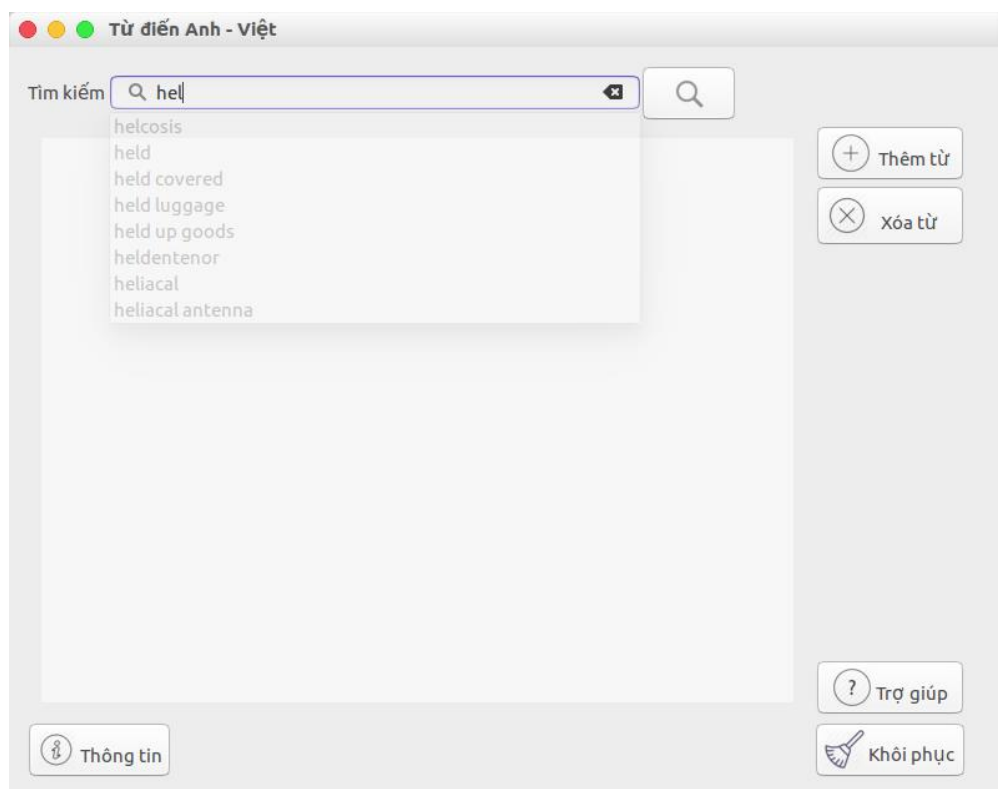 Từ điển Anh - Việt
Tìm kiếm hel
helcosis
held
held covered
held luggage
held up goods
heldentenor
heliacal
heliacal antenna
Thêm từ
Xóa từ
Trợ giúp
Thông tin
Khôi phục